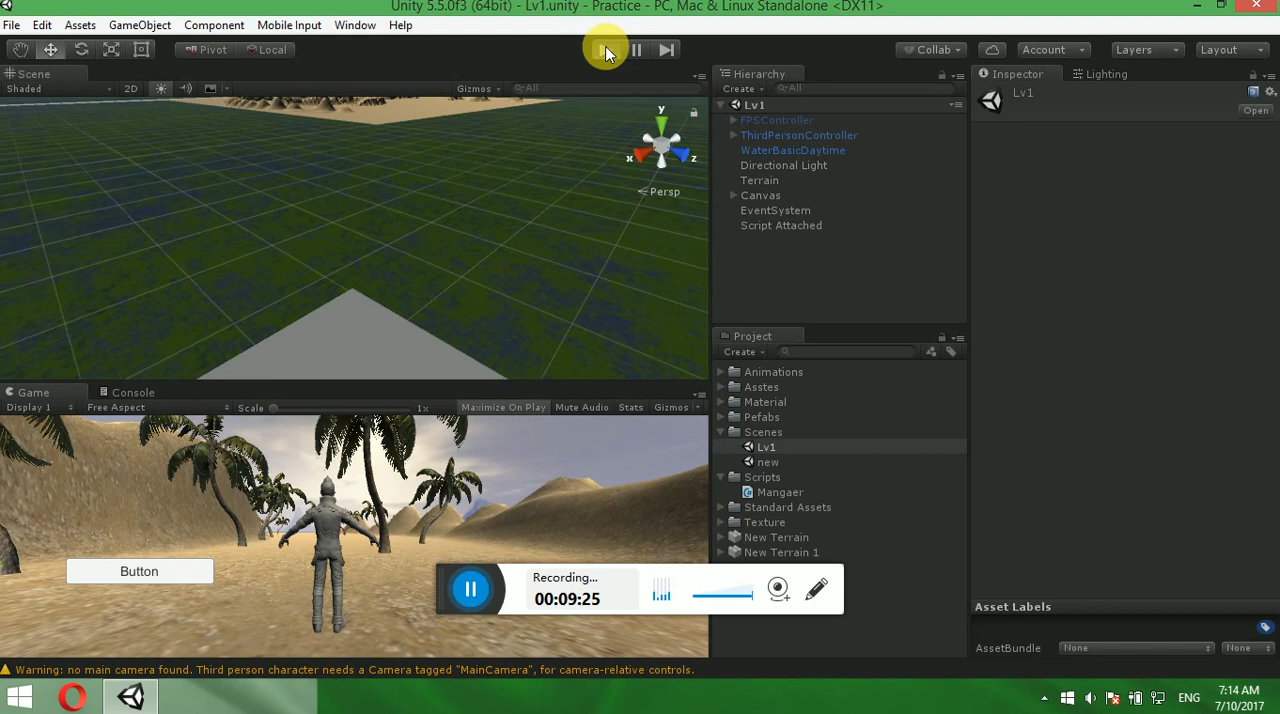 Unity 5.5.0f3 (64bit) - Lv1.unity - Practice - PC, Mac & Linux Standalone <DX11>
File Edit Assets GameObject Component Mobile Input Window Help
Pivot Local Collab Account Layers Layout
Scene
Shaded 2D Gizmos All
y
x z
Persp
Hierarchy
Create All
Lv1
FPSController
ThirdPersonController
WaterBasicDaytime
Directional Light
Terrain
Canvas
EventSystem
Script Attached
Inspector Lighting
Lv1
Open
Project
Create
Animations
Asstes
Material
Pefabs
Scenes
Lv1
new
Scripts
Mangaer
Standard Assets
Texture
New Terrain
New Terrain 1
Game Console
Display 1 Free Aspect Scale 1x Maximize On Play Mute Audio Stats Gizmos
Button
Recording...
00:09:25
Asset Labels
AssetBundle None None
Warning: no main camera found. Third person character needs a Camera tagged "MainCamera", for camera-relative controls.
ENG
7:14 AM
7/10/2017